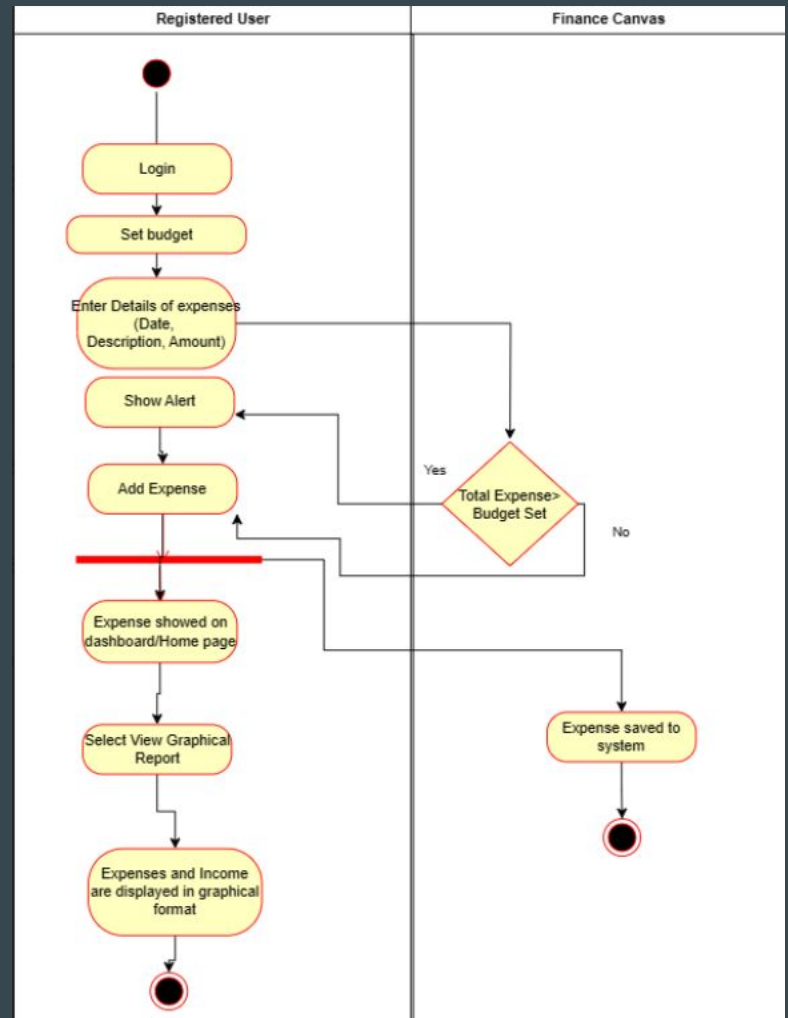 Registered User
Finance Canvas
Login
Set budget
Enter Details of expenses
(Date,
Description, Amount)
Show Alert
Yes
Total Expense>
Budget Set
No
Add Expense
Expense showed on
dashboard/Home page
Expense saved to
system
Select View Graphical
Report
Expenses and Income
are displayed in graphical
format